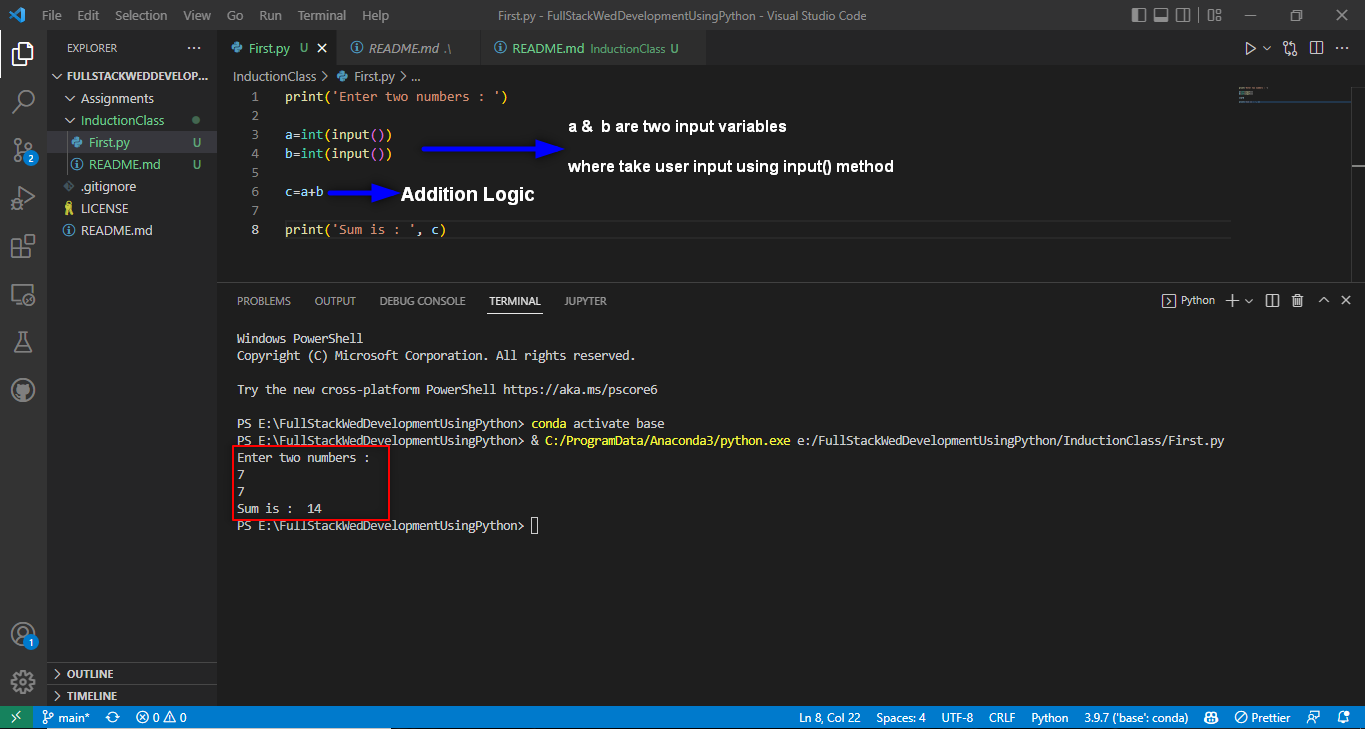 File Edit Selection View Go Run Terminal Help First.py - FullStackWedDevelopmentUsingPython - Visual Studio Code
EXPLORER ...
First.py U README.md .\ README.md InductionClass U
FULLSTACKWEDDEVELOP...
Assignments
InductionClass
First.py U
README.md U
.gitignore
LICENSE
README.md
OUTLINE
TIMELINE
2
1
InductionClass > First.py > ...
1 print('Enter two numbers : ')
2
3 a=int(input())
4 b=int(input())
5
6 c=a+b
7
8 print('Sum is : ', c)
a & b are two input variables
where take user input using input() method
Addition Logic
PROBLEMS OUTPUT DEBUG CONSOLE TERMINAL JUPYTER Python
Windows PowerShell
Copyright (C) Microsoft Corporation. All rights reserved.
Try the new cross-platform PowerShell https://aka.ms/pscore6
PS E:\FullStackWedDevelopmentUsingPython> conda activate base
PS E:\FullStackWedDevelopmentUsingPython> & C:/ProgramData/Anaconda3/python.exe e:/FullStackWedDevelopmentUsingPython/InductionClass/First.py
Enter two numbers :
7
7
Sum is :  14
PS E:\FullStackWedDevelopmentUsingPython>
main* 0 0 Ln 8, Col 22 Spaces: 4 UTF-8 CRLF Python 3.9.7 ('base': conda) Prettier